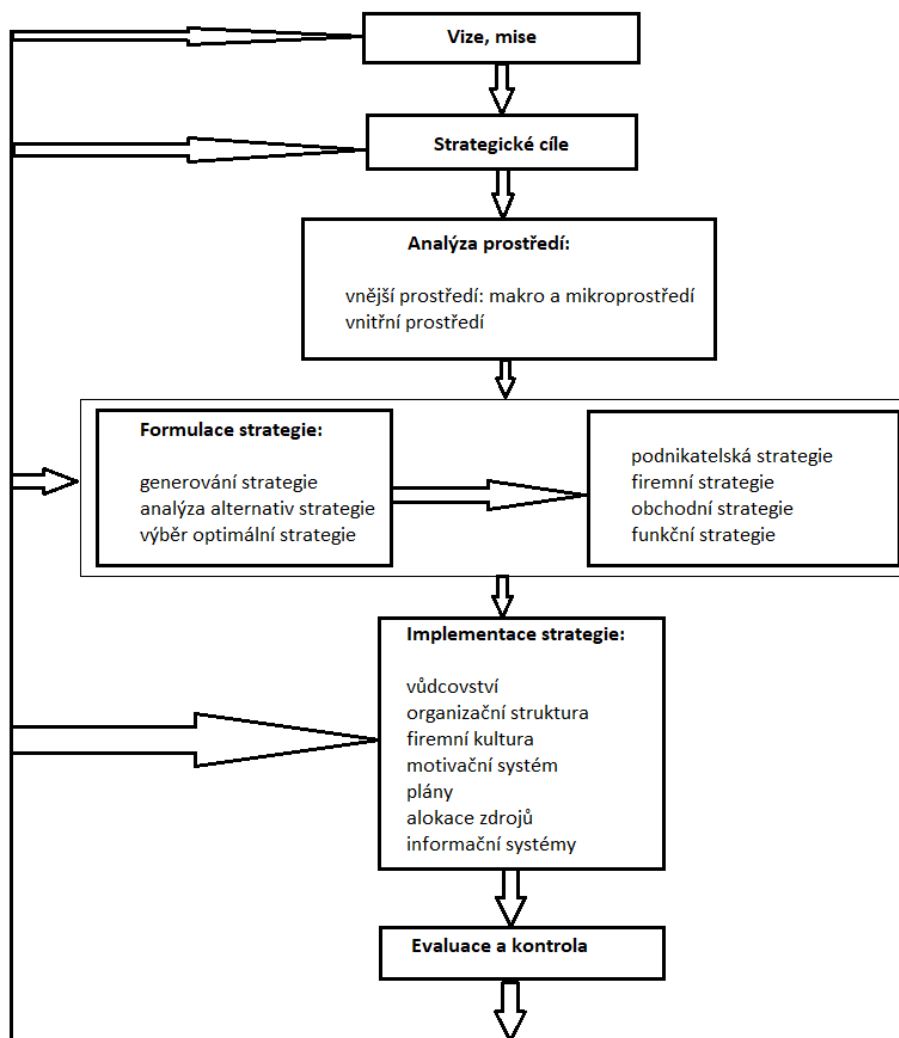 Vize, mise
Strategické cíle
Analýza prostředí:
vnější prostředí: makro a mikroprostředí
vnitřní prostředí
Formulace strategie:
generování strategie
analýza alternativ strategie
výběr optimální strategie
podnikatelská strategie
firemní strategie
obchodní strategie
funkční strategie
Implementace strategie:
vůdcovství
organizační struktura
firemní kultura
motivační systém
plány
alokace zdrojů
informační systémy
Evaluace a kontrola